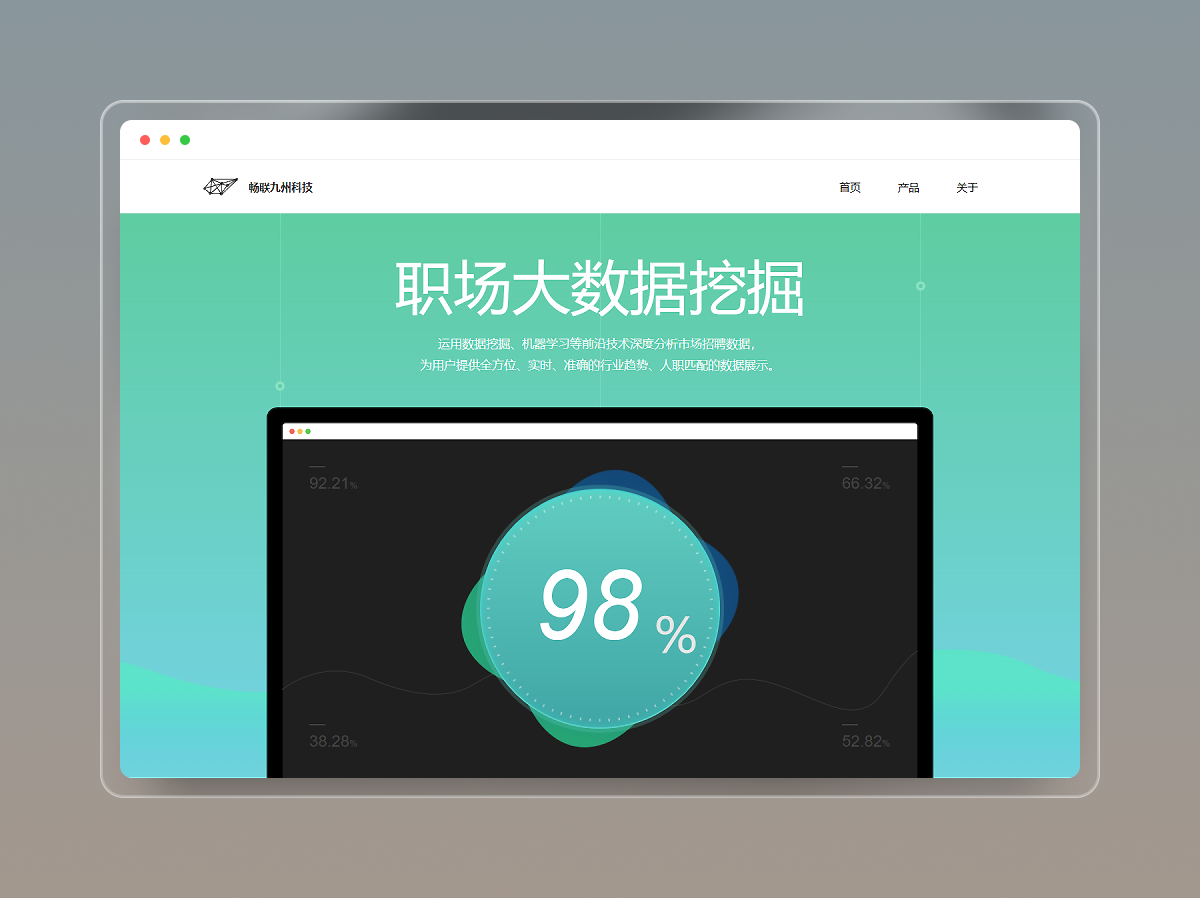 畅联九州科技
首页 产品 关于
职场大数据挖掘
运用数据挖掘、机器学习等前沿技术深度分析市场招聘数据，
为用户提供全方位、实时、准确的行业趋势、人职匹配的数据展示。
92.21%
66.32%
98 %
38.28%
52.82%